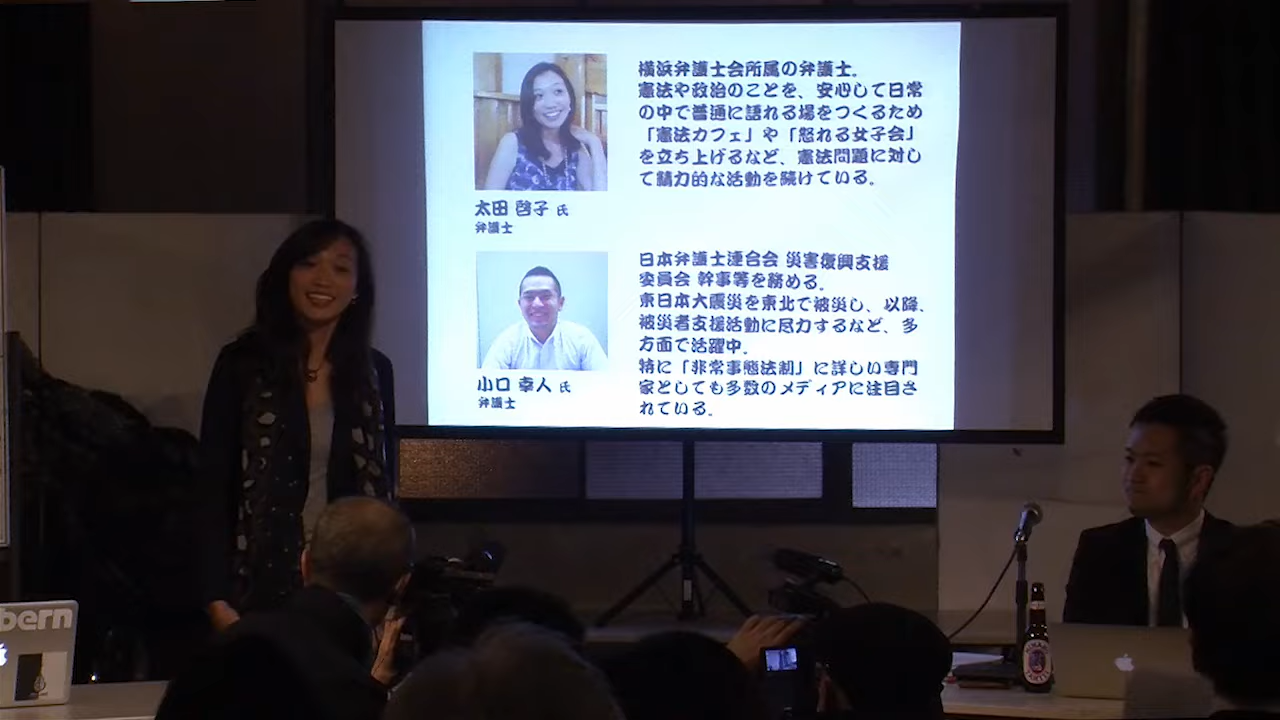 横浜弁護士会所属の弁護士。
憲法や政治のことを、安心して日常
の中で普通に語れる場をつくるため
「憲法カフェ」や「怒れる女子会」
を立ち上げるなど、憲法問題に対し
て精力的な活動を続けている。
太田 啓子 氏
弁護士
日本弁護士連合会 災害復興支援
委員会 幹事等を務める。
東日本大震災を東北で被災し、以降、
被災者支援活動に尽力するなど、多
方面で活躍中。
特に「非常事態法制」に詳しい専門
家としても多数のメディアに注目さ
れている。
小口 幸人 氏
弁護士
bern